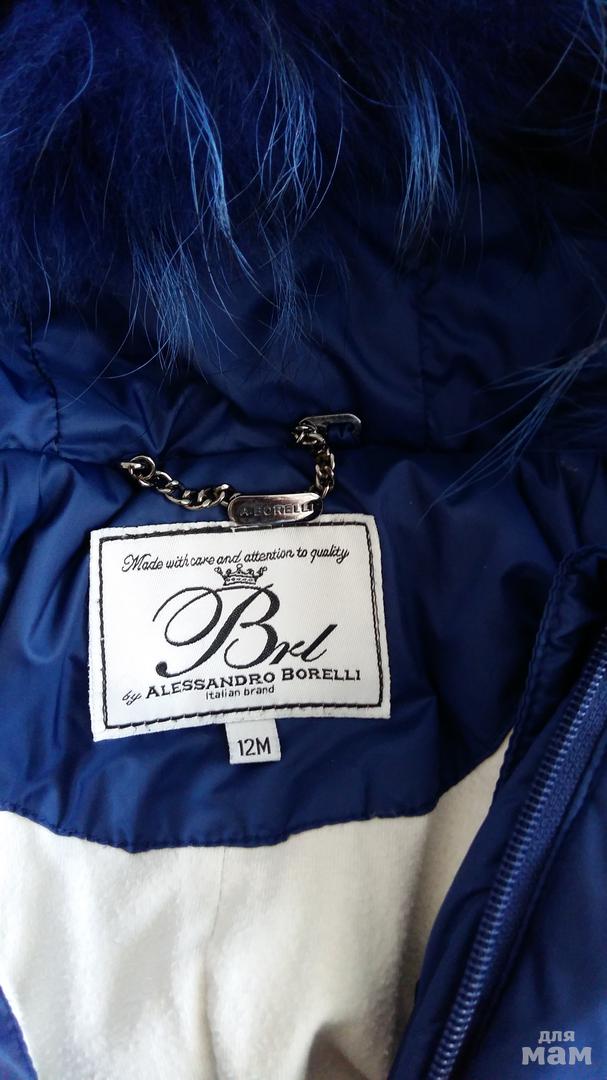 A.BORELLI
Made with care and attention to quality
Brl
by ALESSANDRO BORELLI
Italian brand
12M
для
мам